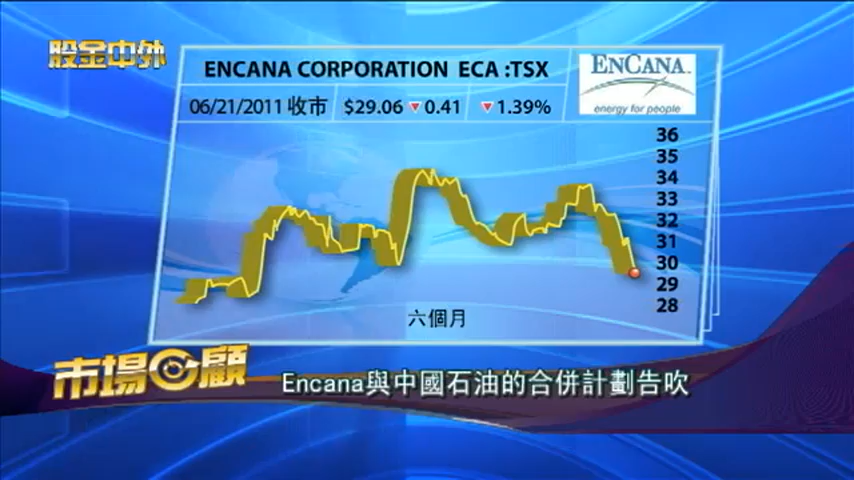 股金中外
ENCANA CORPORATION ECA :TSX
ENCANA™
energy for people
06/21/2011 收市 $29.06 ▼0.41 ▼1.39%
36
35
34
33
32
31
30
29
28
六個月
市場回顧
Encana與中國石油的合併計劃告吹